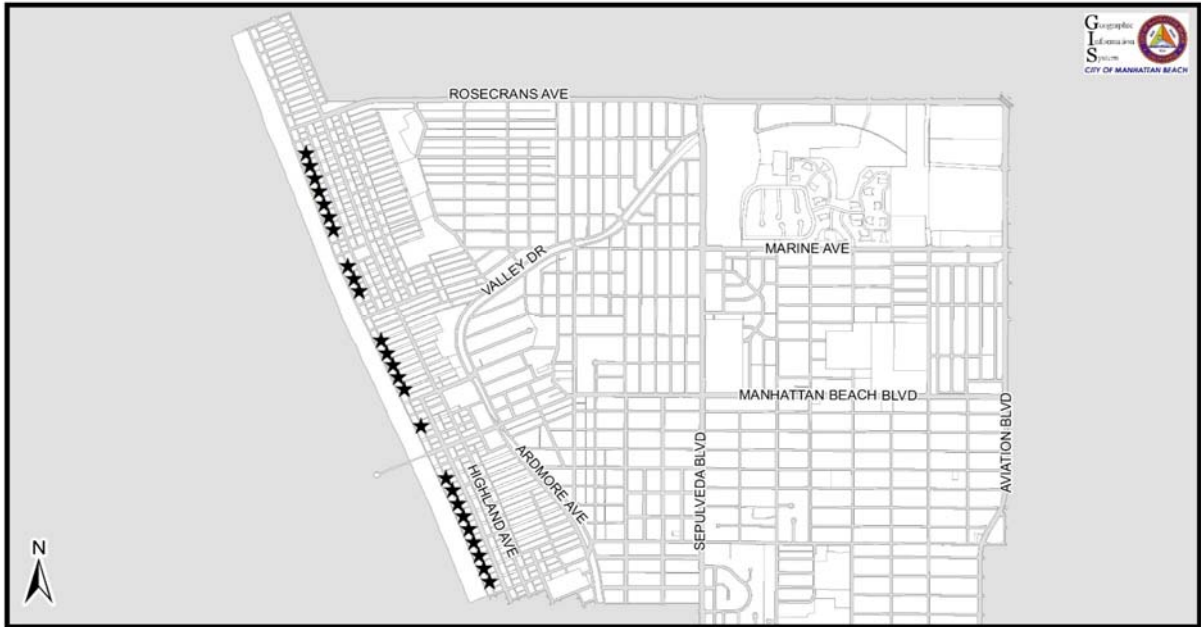 Geographic
Information
System
CITY OF MANHATTAN BEACH
ROSECRANS AVE
MARINE AVE
VALLEY DR
MANHATTAN BEACH BLVD
SEPULVEDA BLVD
AVIATION BLVD
ARDMORE AVE
HIGHLAND AVE
N